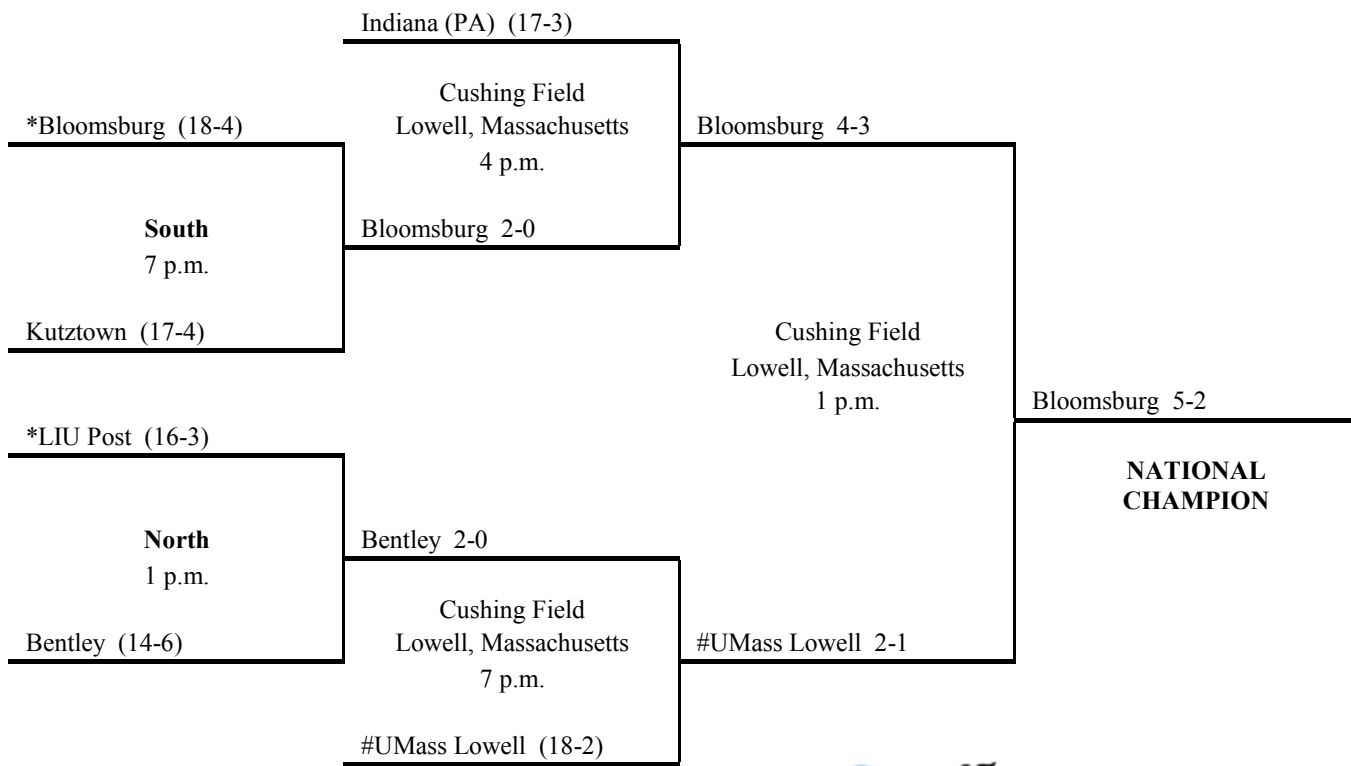 Indiana (PA) (17-3)
Cushing Field
*Bloomsburg (18-4)
Lowell, Massachusetts
Bloomsburg 4-3
4 p.m.
South
Bloomsburg 2-0
7 p.m.
Kutztown (17-4)
Cushing Field
Lowell, Massachusetts
1 p.m.
Bloomsburg 5-2
*LIU Post (16-3)
NATIONAL
CHAMPION
North
Bentley 2-0
1 p.m.
Cushing Field
Bentley (14-6)
Lowell, Massachusetts
#UMass Lowell 2-1
7 p.m.
#UMass Lowell (18-2)